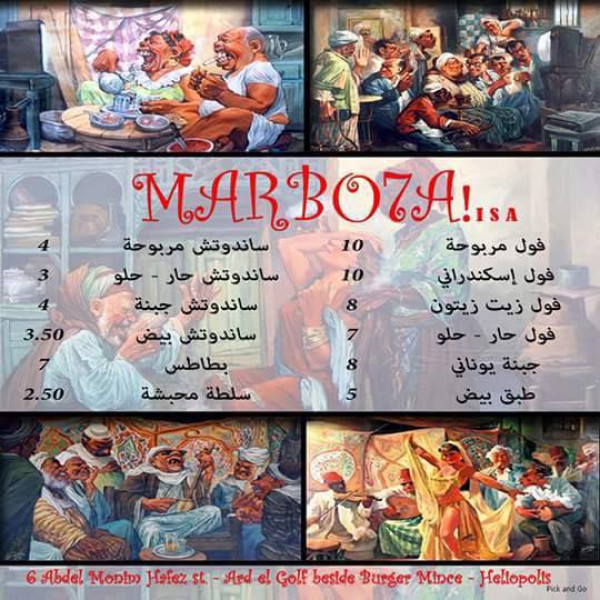 MARBO7A! ISA
فول مربوحة 10
فول إسكندراني 10
فول زيت زيتون 8
فول حار - حلو 7
جبنة يوناني 8
طبق بيض 5
ساندوتش مربوحة 4
ساندوتش حار - حلو 3
ساندوتش جبنة 4
ساندوتش بيض 3.50
بطاطس 7
سلطة محبشة 2.50
6 Abdel Monim Hafez st. - Ard el Golf beside Burger Mince - Heliopolis
Pick and Go